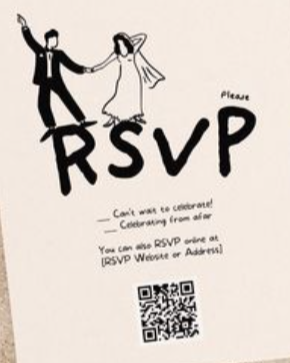 Please
RSVP
__ Can't wait to celebrate!
__ Celebrating from afar
You can also RSVP online at
[RSVP Website or Address]